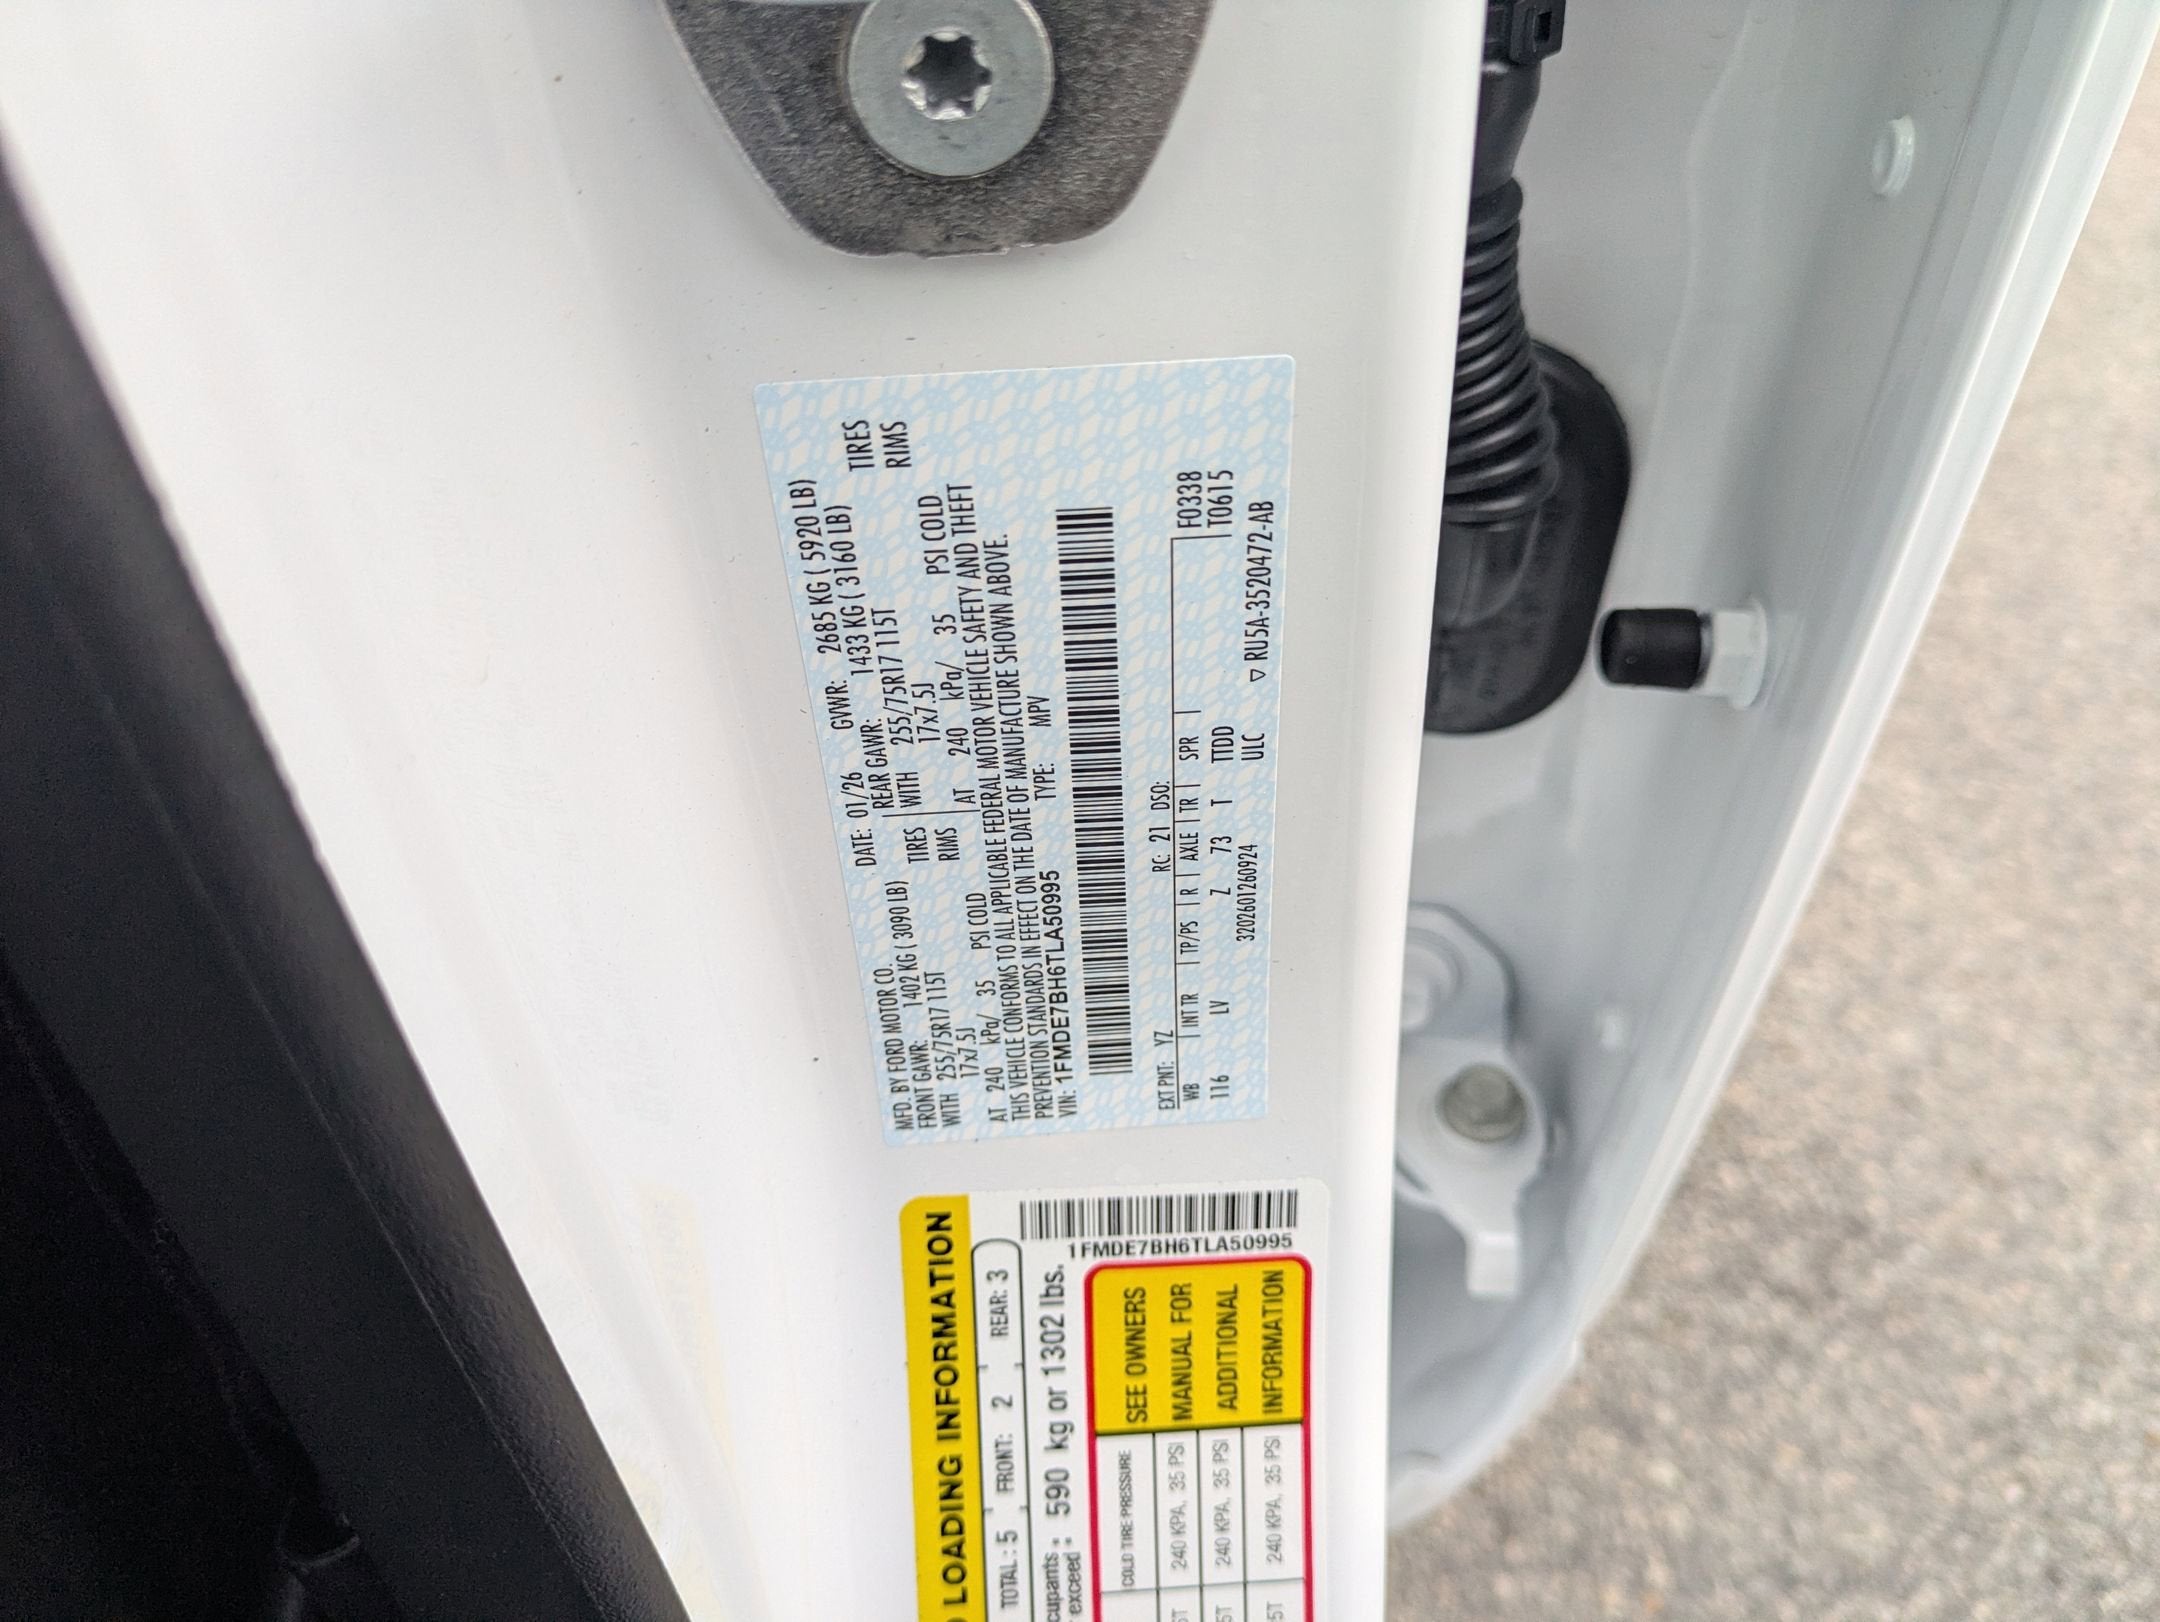 MFD. BY FORD MOTOR CO. DATE: 01/26 GVWR: 2685 KG ( 5920 LB)
FRONT GAWR: 1402 KG ( 3090 LB) REAR GAWR: 1433 KG ( 3160 LB)
WITH 255/75R17 115T TIRES WITH 255/75R17 115T TIRES
17x7.5J RIMS 17x7.5J RIMS
AT 240 kPa/ 35 PSI COLD AT 240 kPa/ 35 PSI COLD
THIS VEHICLE CONFORMS TO ALL APPLICABLE FEDERAL MOTOR VEHICLE SAFETY AND THEFT
PREVENTION STANDARDS IN EFFECT ON THE DATE OF MANUFACTURE SHOWN ABOVE.
VIN: 1FMDE7BH6TLA50995 TYPE: MPV
EXT PNT: YZ RC: 21 DSO: F0338
WB INT TR TP/PS R AXLE TR SPR T0615
116 LV Z 73 T TTDD
3202601260924 ULC ▽ RU5A-3520472-AB
LOADING INFORMATION
TOTAL: 5 FRONT: 2 REAR: 3
cupants :
exceed : 590 kg or 1302 lbs.
1FMDE7BH6TLA50995
COLD TIRE PRESSURE
240 KPA, 35 PSI
240 KPA, 35 PSI
240 KPA, 35 PSI
SEE OWNERS
MANUAL FOR
ADDITIONAL
INFORMATION
5T
5T
5T